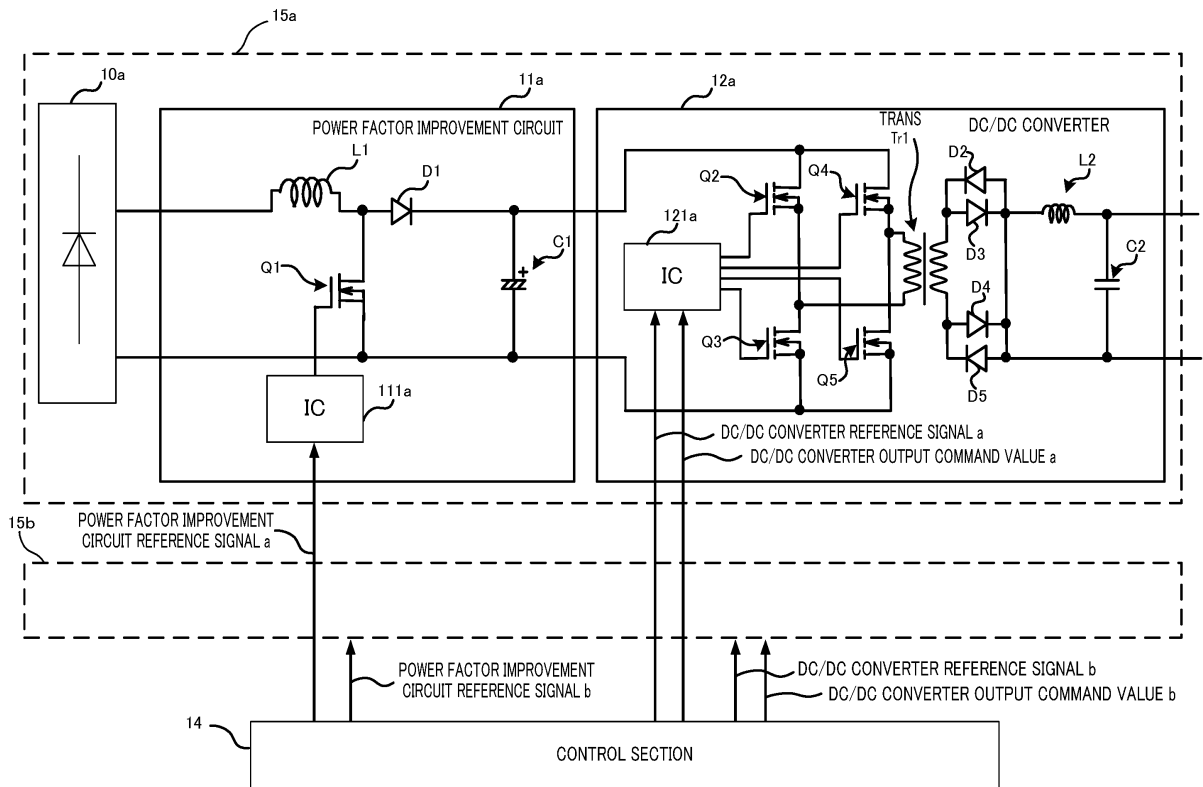 15a
10a
11a
12a
POWER FACTOR IMPROVEMENT CIRCUIT
TRANS
Tr1
DC/DC CONVERTER
L1
D1
Q2
Q4
D2
L2
121a
IC
D3
C1
C2
Q1
D4
Q3
Q5
D5
IC
111a
DC/DC CONVERTER REFERENCE SIGNAL a
DC/DC CONVERTER OUTPUT COMMAND VALUE a
15b
POWER FACTOR IMPROVEMENT
CIRCUIT REFERENCE SIGNAL a
POWER FACTOR IMPROVEMENT
CIRCUIT REFERENCE SIGNAL b
DC/DC CONVERTER REFERENCE SIGNAL b
DC/DC CONVERTER OUTPUT COMMAND VALUE b
14
CONTROL SECTION